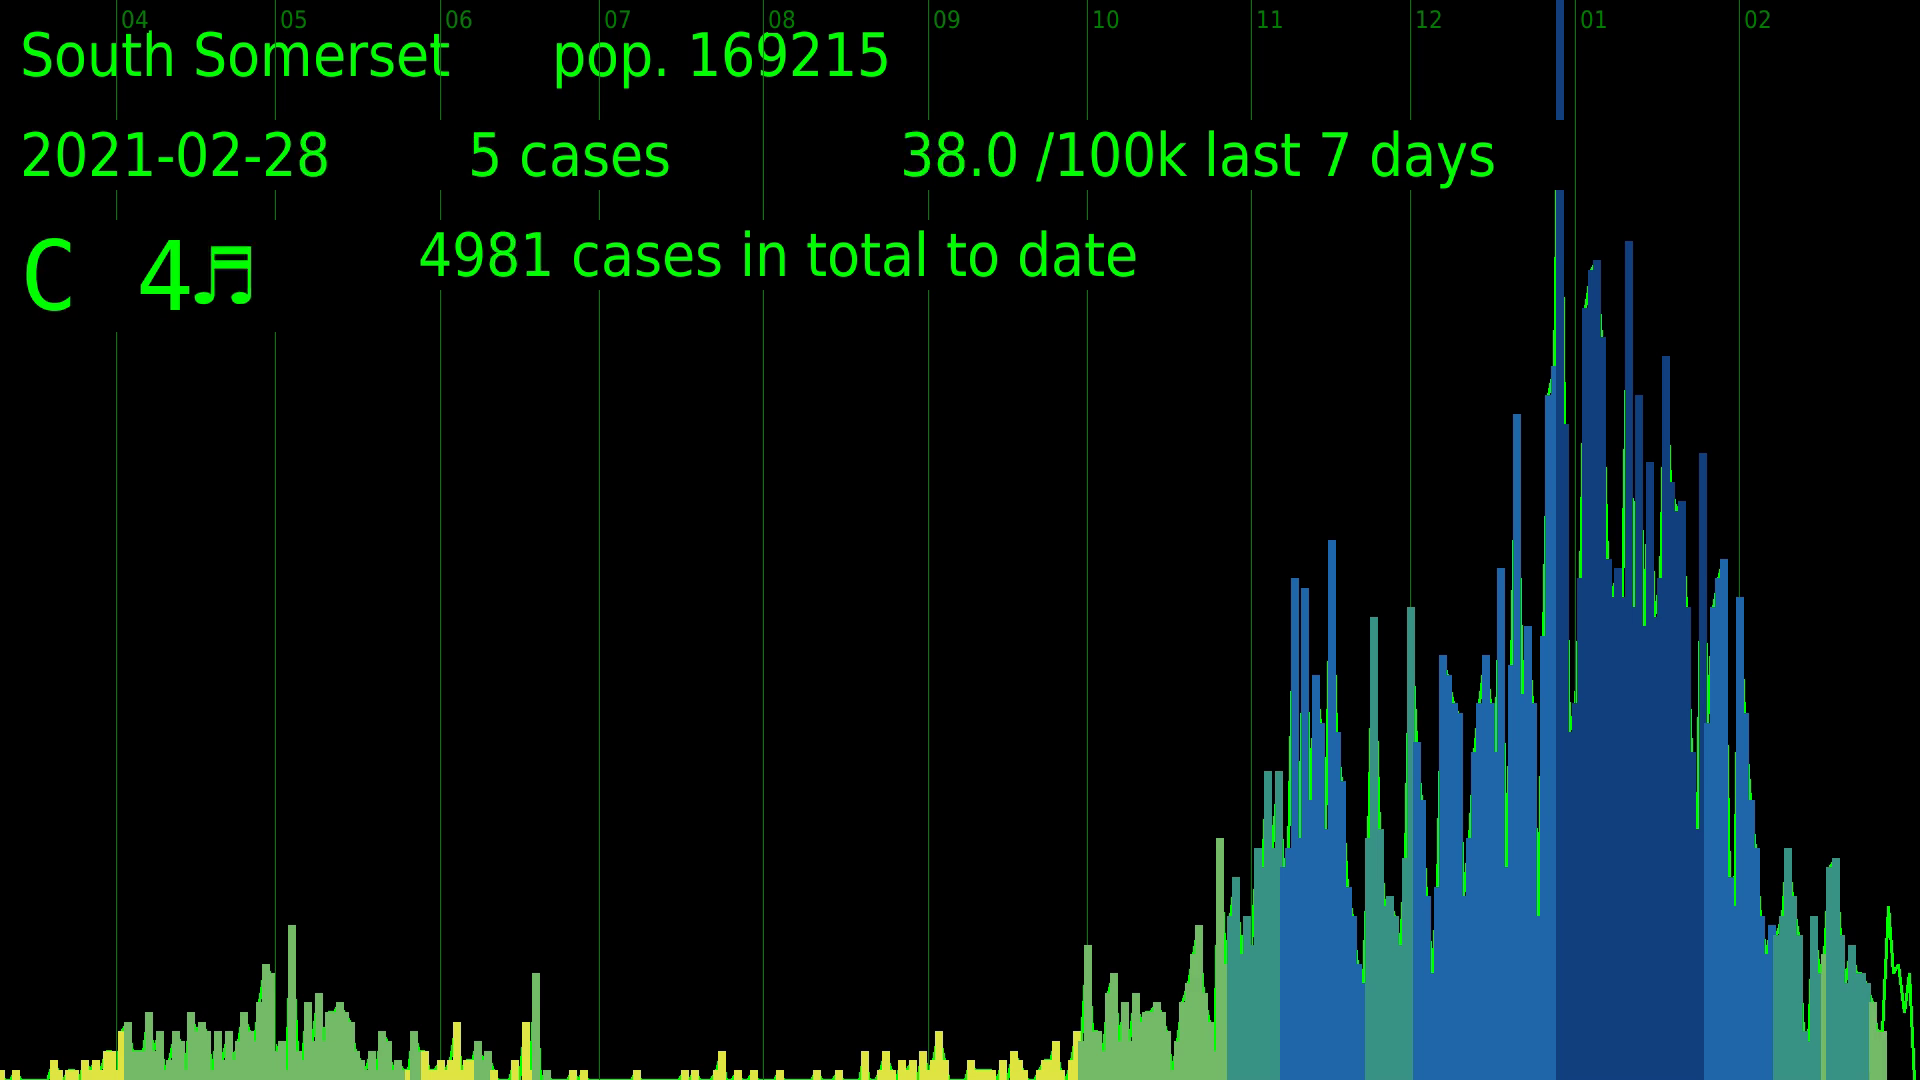 04 05 06 07 08 09 10 11 12 01 02
South Somerset pop. 169215
2021-02-28 5 cases 38.0 /100k last 7 days
C 4♬ 4981 cases in total to date